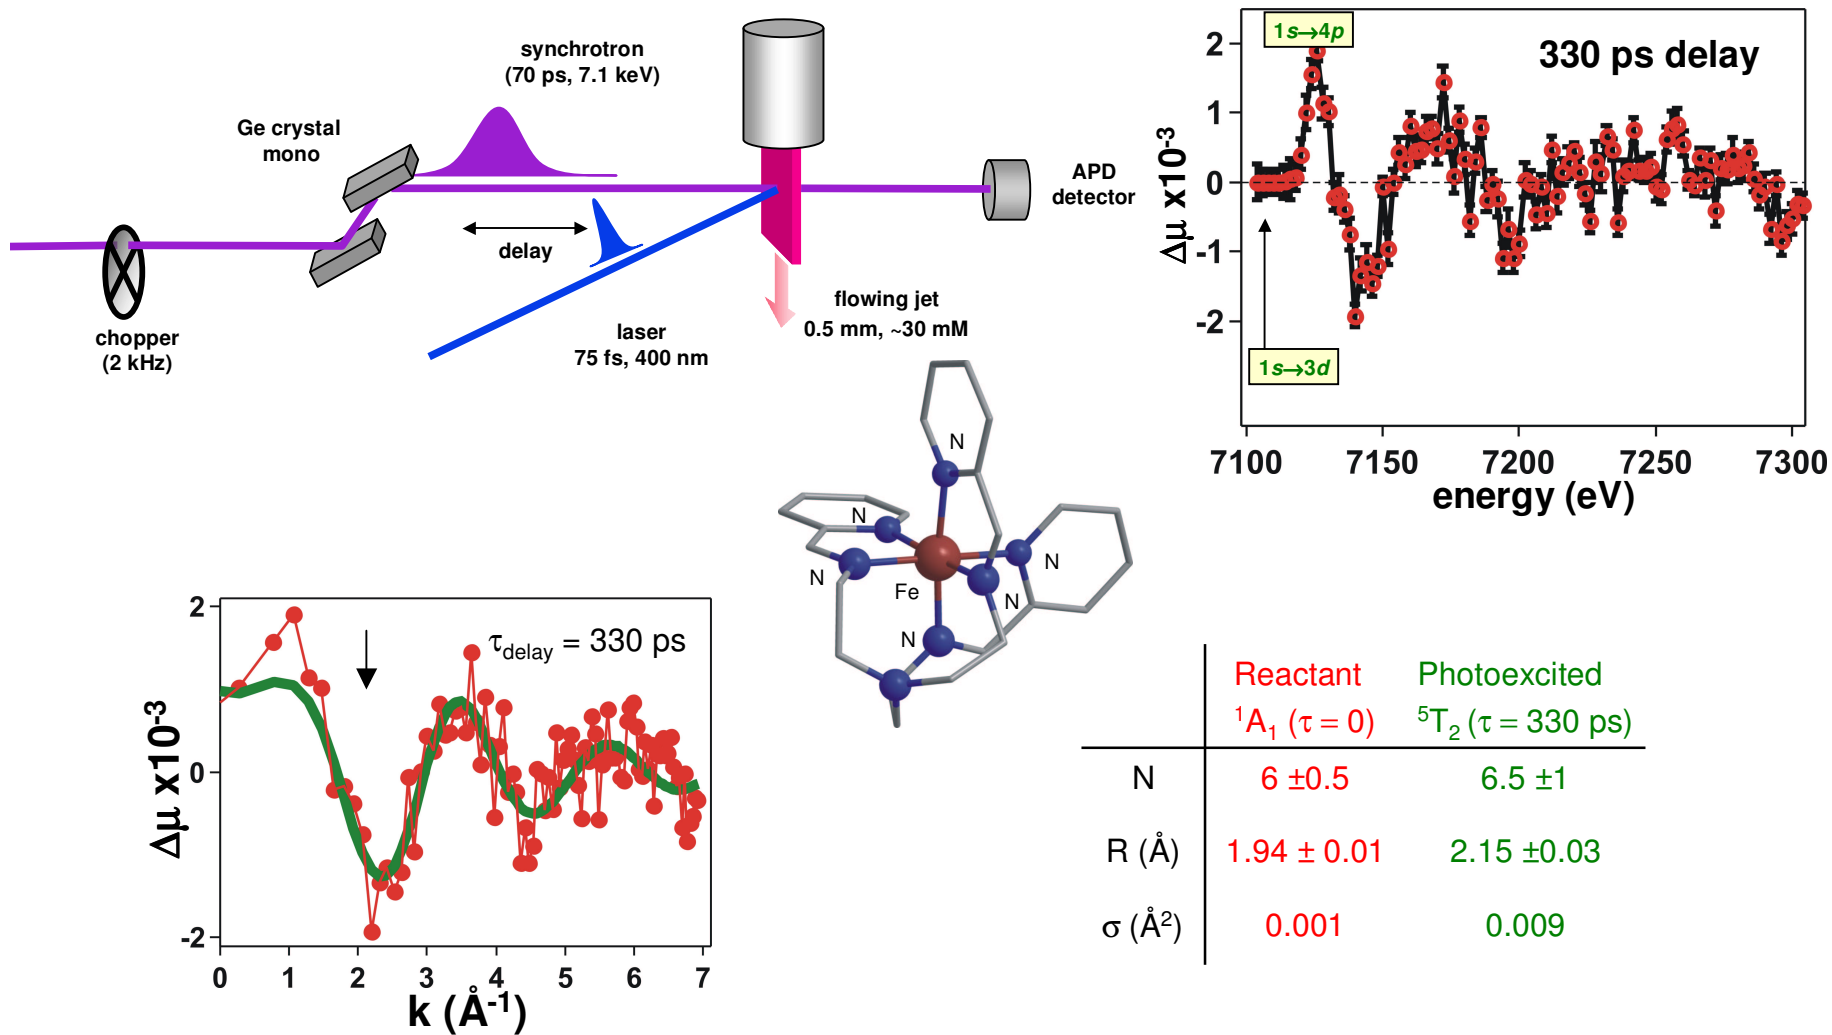 synchrotron
(70 ps, 7.1 keV)
Ge crystal
mono
delay
chopper
(2 kHz)
laser
75 fs, 400 nm
flowing jet
0.5 mm, ~30 mM
APD
detector
1s→4p
330 ps delay
1s→3d
Δμ x10-3
2
1
0
-1
-2
7100 7150 7200 7250 7300
energy (eV)
N
N
N
N
N
N
Fe
τdelay = 330 ps
Δμ x10-3
2
0
-2
0 1 2 3 4 5 6 7
k (Å-1)
Reactant Photoexcited
1A1 (τ = 0) 5T2 (τ = 330 ps)
N 6 ±0.5 6.5 ±1
R (Å) 1.94 ± 0.01 2.15 ±0.03
σ (Å2) 0.001 0.009